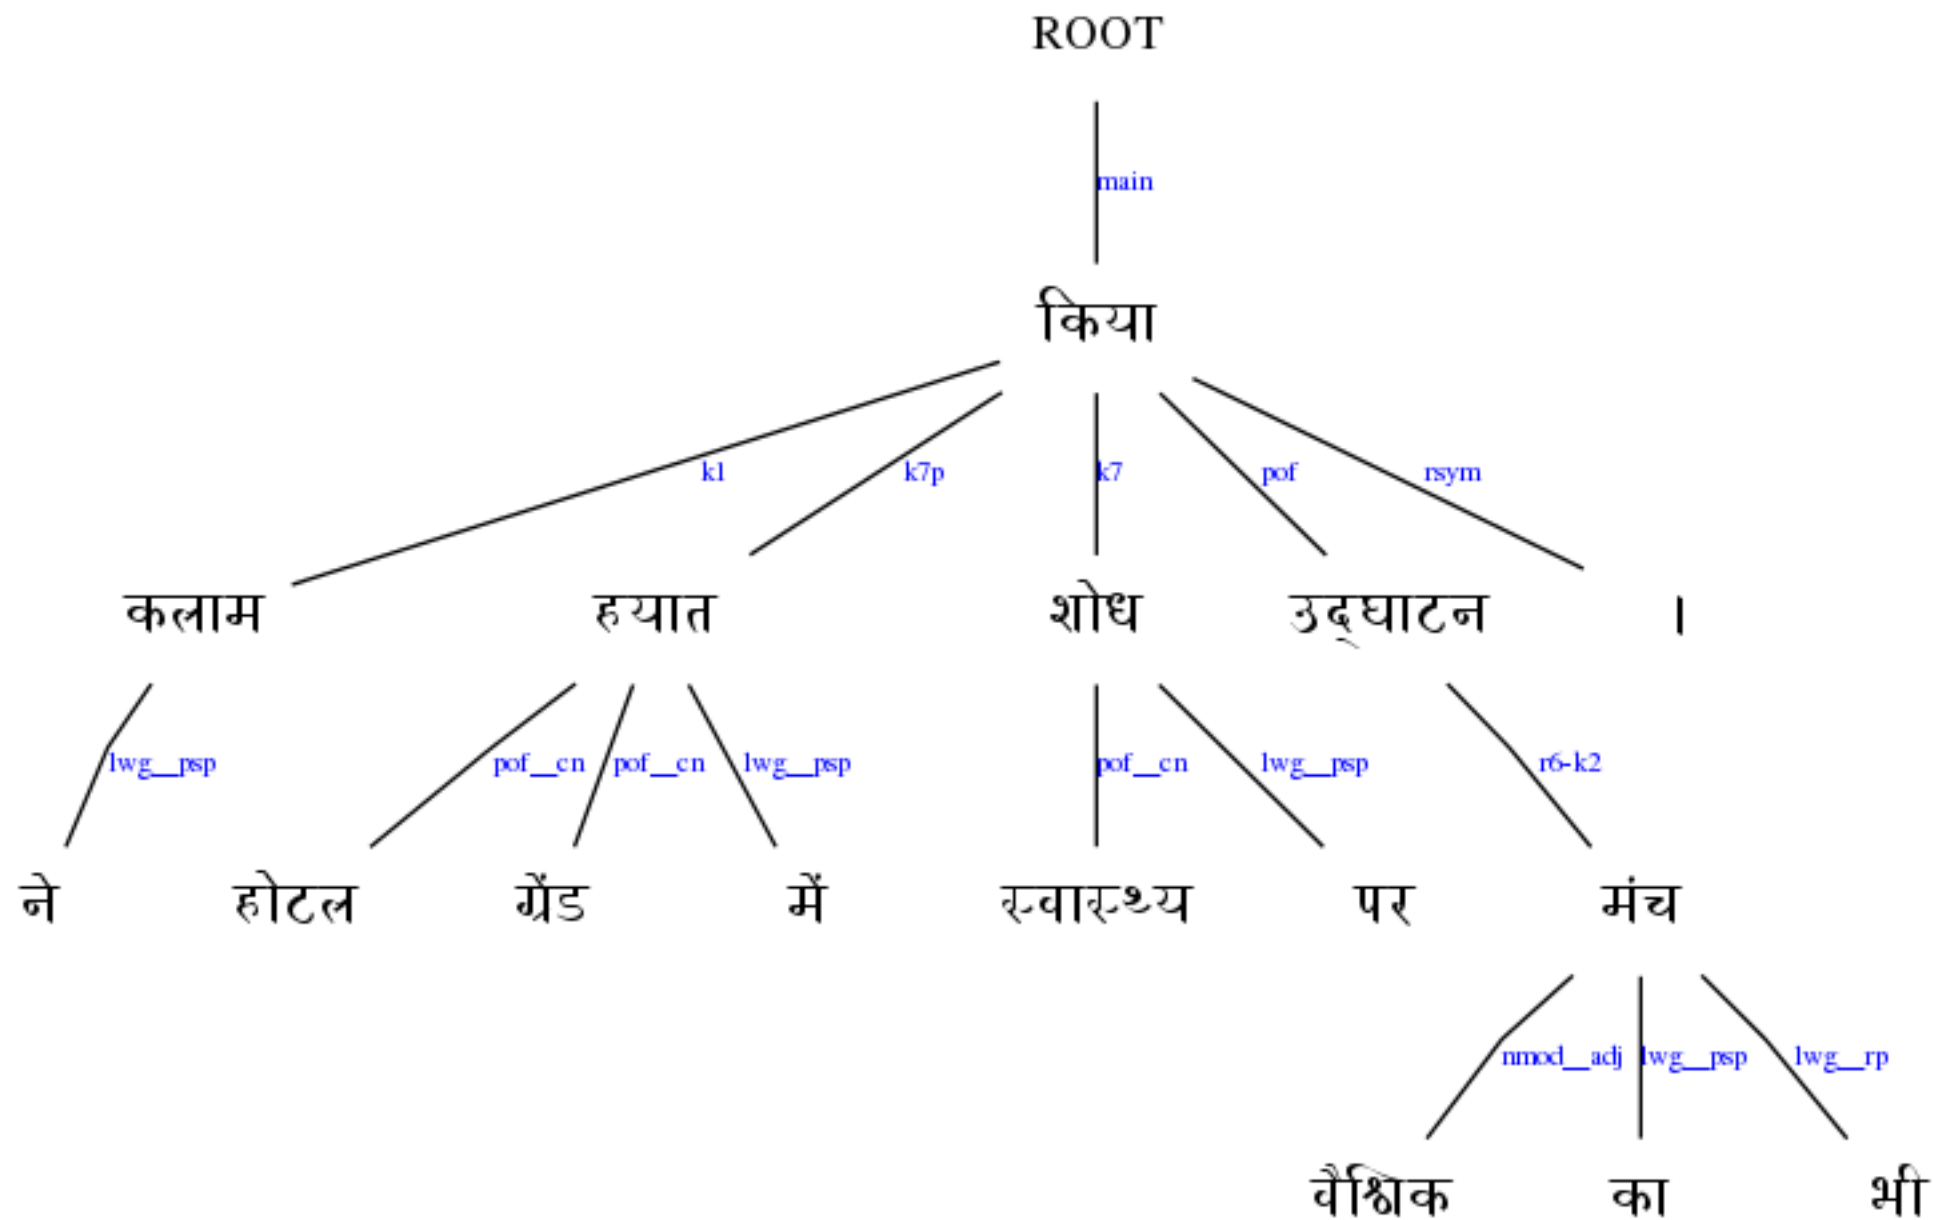 ROOT
main
किया
k1 k7p k7 pof rsym
कलाम हयात शोध उद्घाटन ।
lwg__psp pof__cn pof__cn lwg__psp pof__cn lwg__psp r6-k2
ने होटल ग्रेंड में स्वास्थ्य पर मंच
nmod__adj lwg__psp lwg__rp
वैश्विक का भी